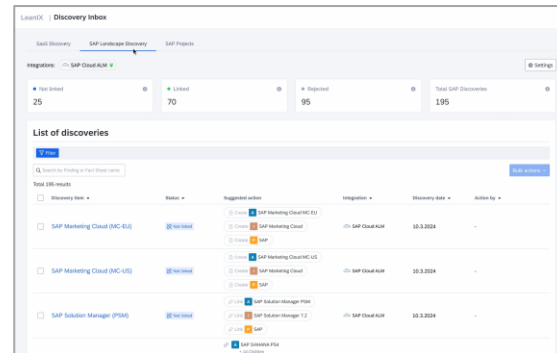 LeanIX | Discovery Inbox
SaaS Discovery SAP Landscape Discovery SAP Projects
Integrations: SAP Cloud ALM Settings
Not linked Linked Rejected Total SAP Discoveries
25 70 95 195
List of discoveries
Filter
Search by Finding or Fact Sheet name Bulk actions
Total 195 results
Discovery item Status Suggested action Integration Discovery date Action by
Create A SAP Marketing Cloud MC-EU
SAP Marketing Cloud (MC-EU) Not linked Create SAP Marketing Cloud SAP Cloud ALM 10.3.2024 -
Create P SAP
Create A SAP Marketing Cloud MC-US
SAP Marketing Cloud (MC-US) Not linked Create SAP Marketing Cloud SAP Cloud ALM 10.3.2024 -
Create P SAP
Link A SAP Solution Manager PSM
SAP Solution Manager (PSM) Not linked Link SAP Solution Manager 7.2 SAP Cloud ALM 10.3.2024 -
Link P SAP
A SAP S/4HANA PS4